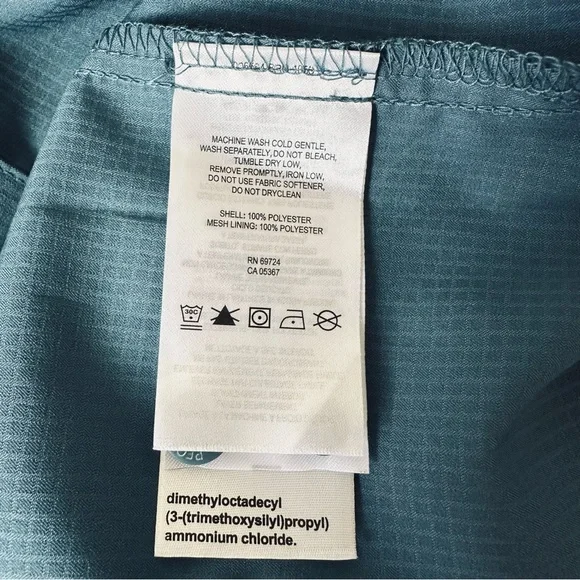 MACHINE WASH COLD GENTLE,
WASH SEPARATELY, DO NOT BLEACH,
TUMBLE DRY LOW,
REMOVE PROMPTLY, IRON LOW,
DO NOT USE FABRIC SOFTENER,
DO NOT DRYCLEAN
SHELL: 100% POLYESTER
MESH LINING: 100% POLYESTER
RN 69724
CA 05367
30C
dimethyloctadecyl
(3-(trimethoxysilyl)propyl)
ammonium chloride.